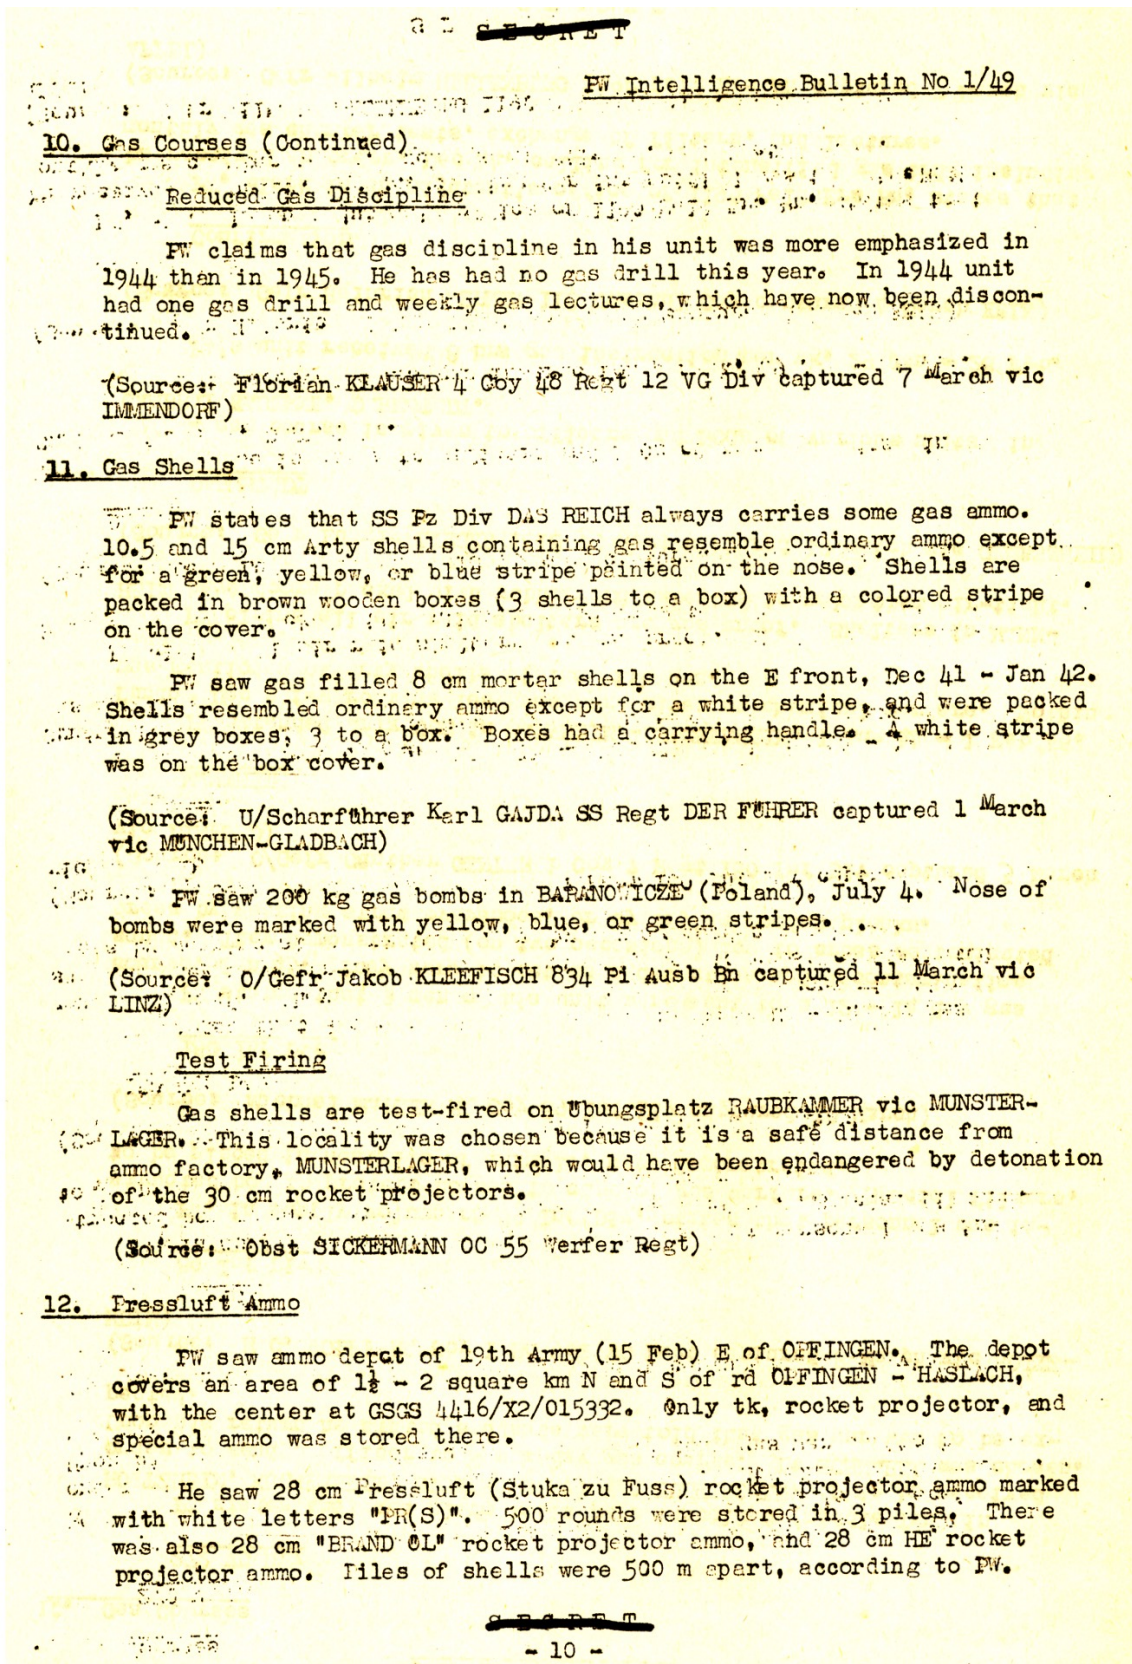 SECRET
PW Intelligence Bulletin No 1/49
10. Gas Courses (Continued)
Reduced Gas Discipline
PW claims that gas discipline in his unit was more emphasized in
1944 than in 1945. He has had no gas drill this year. In 1944 unit
had one gas drill and weekly gas lectures, which have now been discon-
tinued.
(Source: Florian KLAUSER 4 Coy 48 Regt 12 VG Div captured 7 March vic
IMMENDORF)
11. Gas Shells
PW states that SS Pz Div DAS REICH always carries some gas ammo.
10.5 and 15 cm Arty shells containing gas resemble ordinary ammo except
for a green, yellow, or blue stripe painted on the nose. Shells are
packed in brown wooden boxes (3 shells to a box) with a colored stripe
on the cover.
PW saw gas filled 8 cm mortar shells on the E front, Dec 41 - Jan 42.
Shells resembled ordinary ammo except for a white stripe, and were packed
in grey boxes, 3 to a box. Boxes had a carrying handle. A white stripe
was on the box cover.
(Source: U/Scharführer Karl GAJDA SS Regt DER FÜHRER captured 1 March
vic MÜNCHEN-GLADBACH)
PW saw 200 kg gas bombs in BARANOWICZE (Poland), July 4. Nose of
bombs were marked with yellow, blue, or green stripes.
(Source: O/Gefr Jakob KLEEFISCH 834 Pi Ausb Bn captured 11 March vic
LINZ)
Test Firing
Gas shells are test-fired on Übungsplatz RAUBKAMMER vic MUNSTER-
LAGER. This locality was chosen because it is a safe distance from
ammo factory, MUNSTERLAGER, which would have been endangered by detonation
of the 30 cm rocket projectors.
(Source: Obst SICKERMANN OC 55 Werfer Regt)
12. Pressluft Ammo
PW saw ammo depot of 19th Army (15 Feb) E of OPFINGEN. The depot
covers an area of 1½ - 2 square km N and S of rd OPFINGEN - HASLACH,
with the center at GSGS 4416/X2/015332. Only tk, rocket projector, and
special ammo was stored there.
He saw 28 cm Pressluft (Stuka zu Fuss) rocket projector ammo marked
with white letters "PR(S)". 500 rounds were stored in 3 piles. There
was also 28 cm "BRAND ÖL" rocket projector ammo, and 28 cm HE rocket
projector ammo. Piles of shells were 500 m apart, according to PW.
SECRET
- 10 -